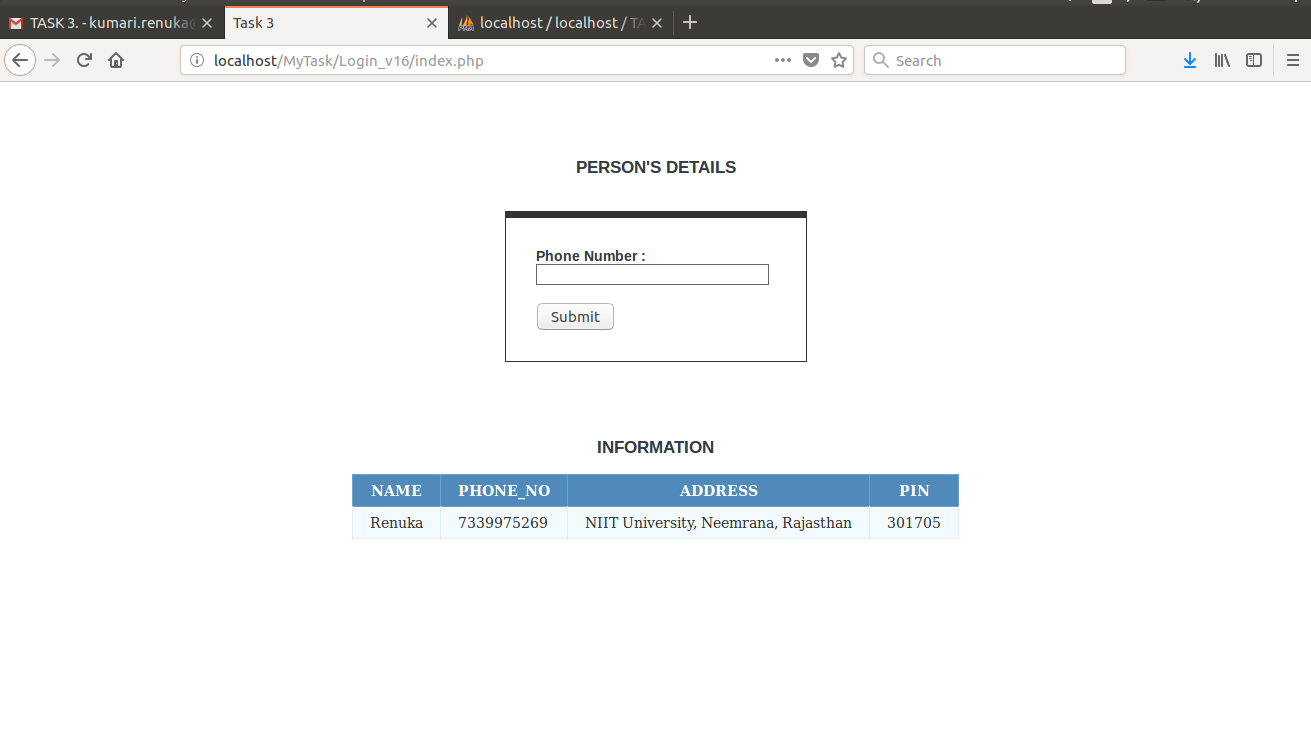 TASK 3. - kumari.renuka
Task 3
localhost / localhost / TA
localhost/MyTask/Login_v16/index.php
Search
PERSON'S DETAILS
Phone Number :
Submit
INFORMATION
NAME PHONE_NO ADDRESS PIN
Renuka 7339975269 NIIT University, Neemrana, Rajasthan 301705